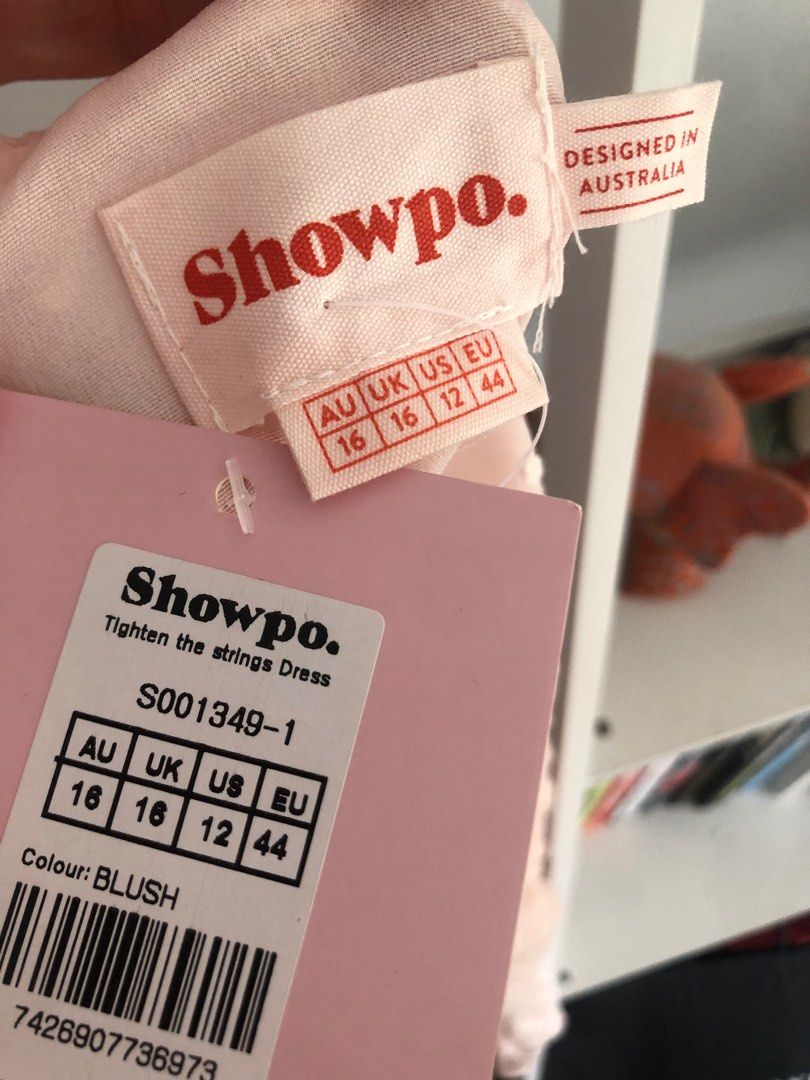 Showpo.
DESIGNED IN
AUSTRALIA
AU UK US EU
16 16 12 44
Showpo.
Tighten the strings Dress
S001349-1
AU UK US EU
16 16 12 44
Colour: BLUSH
7426907736973